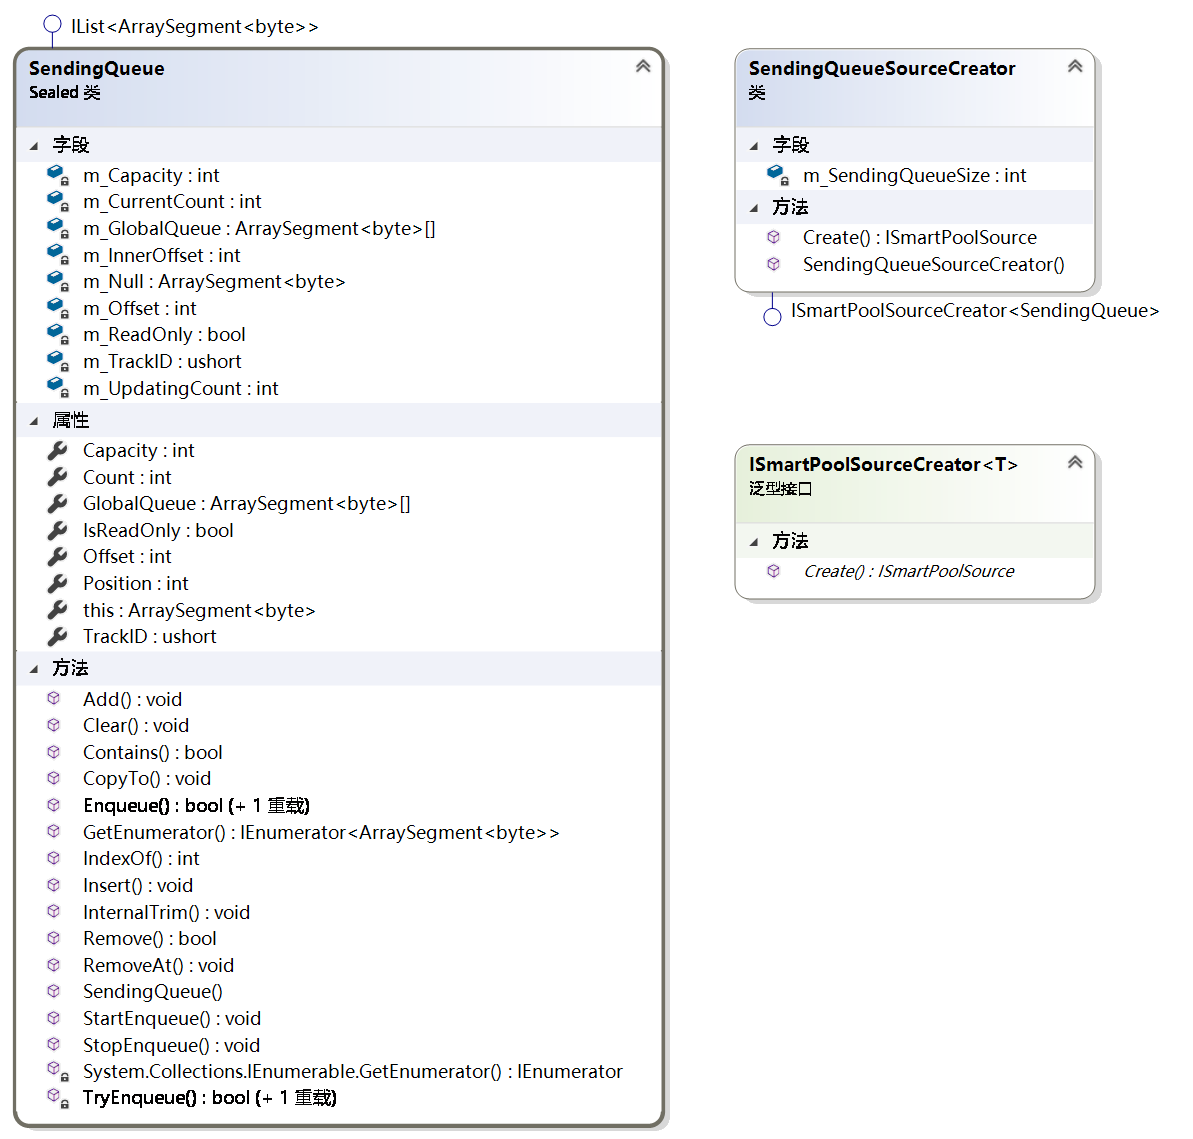 IList<ArraySegment<byte>>
SendingQueue
Sealed 类
字段
m_Capacity : int
m_CurrentCount : int
m_GlobalQueue : ArraySegment<byte>[]
m_InnerOffset : int
m_Null : ArraySegment<byte>
m_Offset : int
m_ReadOnly : bool
m_TrackID : ushort
m_UpdatingCount : int
属性
Capacity : int
Count : int
GlobalQueue : ArraySegment<byte>[]
IsReadOnly : bool
Offset : int
Position : int
this : ArraySegment<byte>
TrackID : ushort
方法
Add() : void
Clear() : void
Contains() : bool
CopyTo() : void
Enqueue() : bool (+ 1 重载)
GetEnumerator() : IEnumerator<ArraySegment<byte>>
IndexOf() : int
Insert() : void
InternalTrim() : void
Remove() : bool
RemoveAt() : void
SendingQueue()
StartEnqueue() : void
StopEnqueue() : void
System.Collections.IEnumerable.GetEnumerator() : IEnumerator
TryEnqueue() : bool (+ 1 重载)
SendingQueueSourceCreator
类
字段
m_SendingQueueSize : int
方法
Create() : ISmartPoolSource
SendingQueueSourceCreator()
ISmartPoolSourceCreator<SendingQueue>
ISmartPoolSourceCreator<T>
泛型接口
方法
Create() : ISmartPoolSource